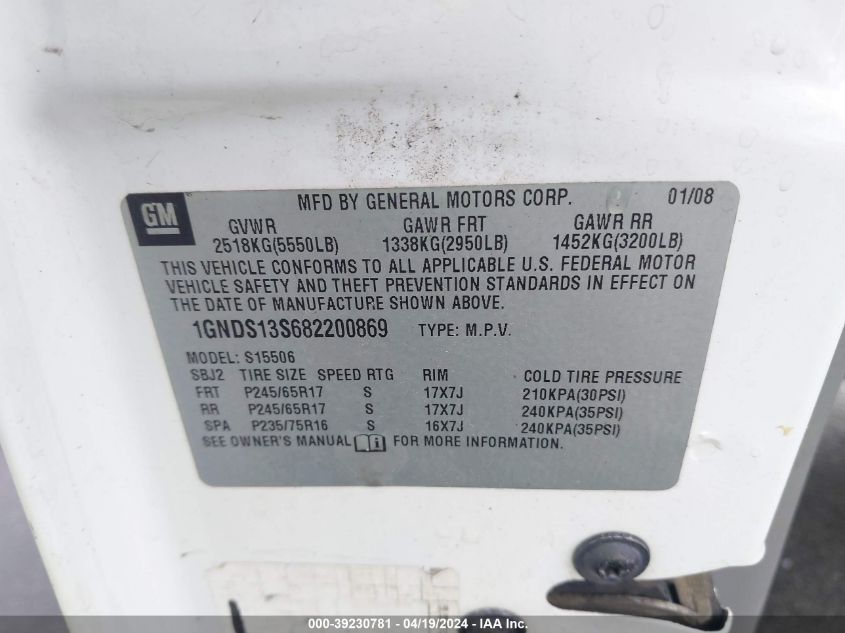 GM
MFD BY GENERAL MOTORS CORP. 01/08
GVWR GAWR FRT GAWR RR
2518KG(5550LB) 1338KG(2950LB) 1452KG(3200LB)
THIS VEHICLE CONFORMS TO ALL APPLICABLE U.S. FEDERAL MOTOR
VEHICLE SAFETY AND THEFT PREVENTION STANDARDS IN EFFECT ON
THE DATE OF MANUFACTURE SHOWN ABOVE.
1GNDS13S682200869 TYPE: M.P.V.
MODEL: S15506
SBJ2 TIRE SIZE SPEED RTG RIM COLD TIRE PRESSURE
FRT P245/65R17 S 17X7J 210KPA(30PSI)
RR P245/65R17 S 17X7J 240KPA(35PSI)
SPA P235/75R16 S 16X7J 240KPA(35PSI)
SEE OWNER'S MANUAL FOR MORE INFORMATION.
000-39230781 - 04/19/2024 - IAA Inc.